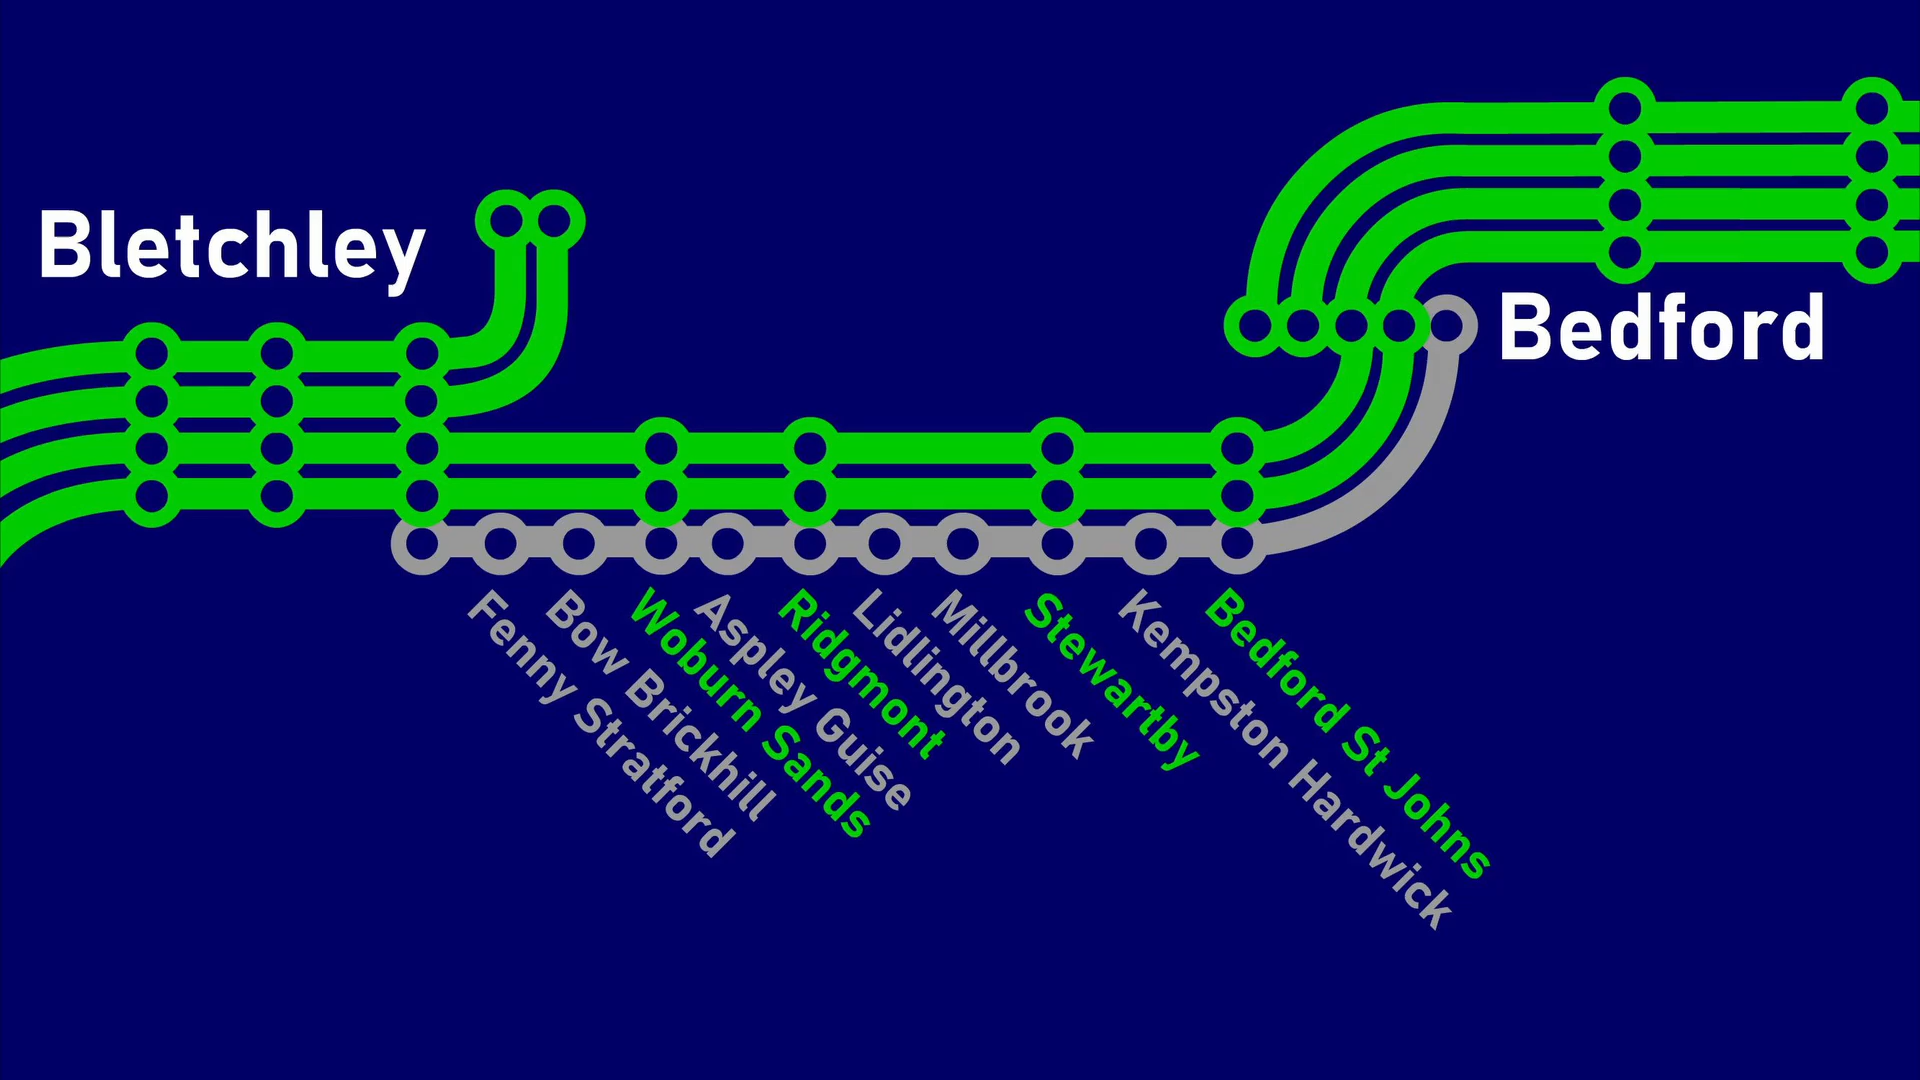 Bletchley
Bedford
Fenny Stratford
Bow Brickhill
Woburn Sands
Aspley Guise
Ridgmont
Lidlington
Millbrook
Stewartby
Kempston Hardwick
Bedford St Johns